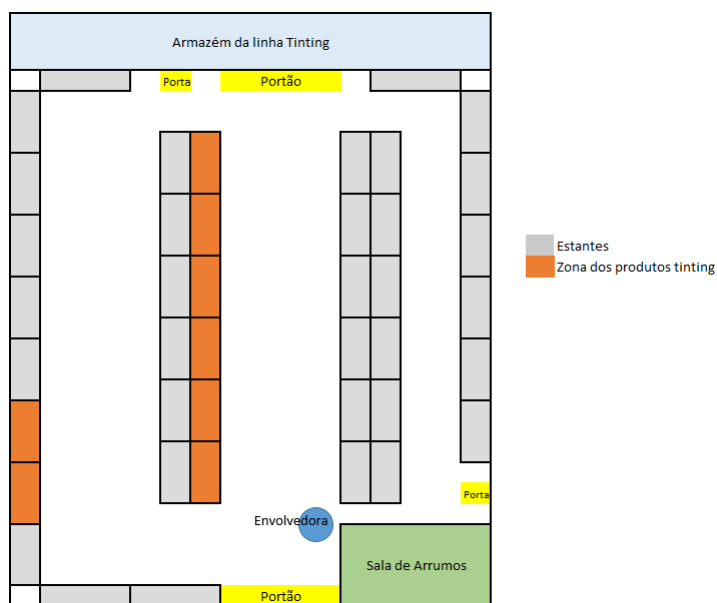 Armazém da linha Tinting
Porta
Portão
Estantes
Zona dos produtos tinting
Porta
Envolvedora
Sala de Arrumos
Portão